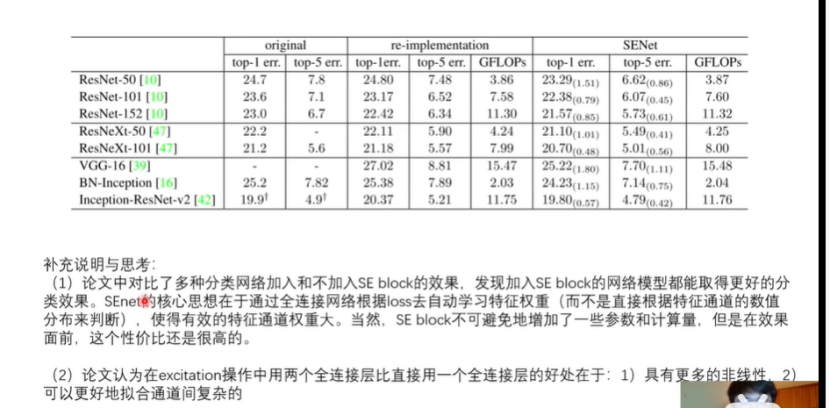 original re-implementation SENet
top-1 err. top-5 err. top-1err. top-5 err. GFLOPs top-1 err. top-5 err. GFLOPs
ResNet-50 [10] 24.7 7.8 24.80 7.48 3.86 23.29(1.51) 6.62(0.86) 3.87
ResNet-101 [10] 23.6 7.1 23.17 6.52 7.58 22.38(0.79) 6.07(0.45) 7.60
ResNet-152 [10] 23.0 6.7 22.42 6.34 11.30 21.57(0.85) 5.73(0.61) 11.32
ResNeXt-50 [47] 22.2 - 22.11 5.90 4.24 21.10(1.01) 5.49(0.41) 4.25
ResNeXt-101 [47] 21.2 5.6 21.18 5.57 7.99 20.70(0.48) 5.01(0.56) 8.00
VGG-16 [39] - - 27.02 8.81 15.47 25.22(1.80) 7.70(1.11) 15.48
BN-Inception [16] 25.2 7.82 25.38 7.89 2.03 24.23(1.15) 7.14(0.75) 2.04
Inception-ResNet-v2 [42] 19.9† 4.9† 20.37 5.21 11.75 19.80(0.57) 4.79(0.42) 11.76
补充说明与思考:
（1）论文中对比了多种分类网络加入和不加入SE block的效果，发现加入SE block的网络模型都能取得更好的分
类效果。SEnet的核心思想在于通过全连接网络根据loss去自动学习特征权重（而不是直接根据特征通道的数值
分布来判断），使得有效的特征通道权重大。当然，SE block不可避免地增加了一些参数和计算量，但是在效果
面前，这个性价比还是很高的。
（2）论文认为在excitation操作中用两个全连接层比直接用一个全连接层的好处在于：1）具有更多的非线性，2）
可以更好地拟合通道间复杂的